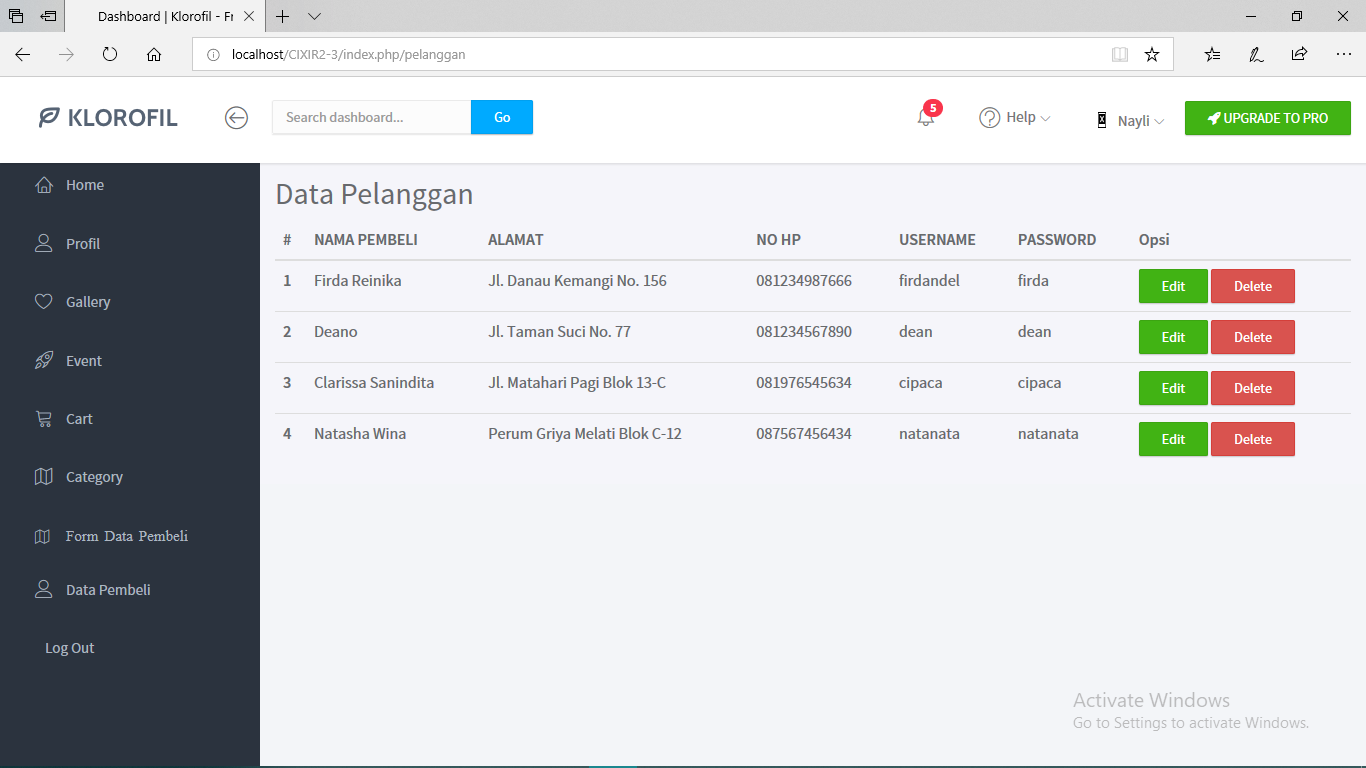 Dashboard | Klorofil - Fr
localhost/CIXIR2-3/index.php/pelanggan
KLOROFIL
Search dashboard... Go
5
Help
Nayli
UPGRADE TO PRO
Home
Profil
Gallery
Event
Cart
Category
Form Data Pembeli
Data Pembeli
Log Out
Data Pelanggan
# NAMA PEMBELI ALAMAT NO HP USERNAME PASSWORD Opsi
1 Firda Reinika Jl. Danau Kemangi No. 156 081234987666 firdandel firda Edit Delete
2 Deano Jl. Taman Suci No. 77 081234567890 dean dean Edit Delete
3 Clarissa Sanindita Jl. Matahari Pagi Blok 13-C 081976545634 cipaca cipaca Edit Delete
4 Natasha Wina Perum Griya Melati Blok C-12 087567456434 natanata natanata Edit Delete
Activate Windows
Go to Settings to activate Windows.